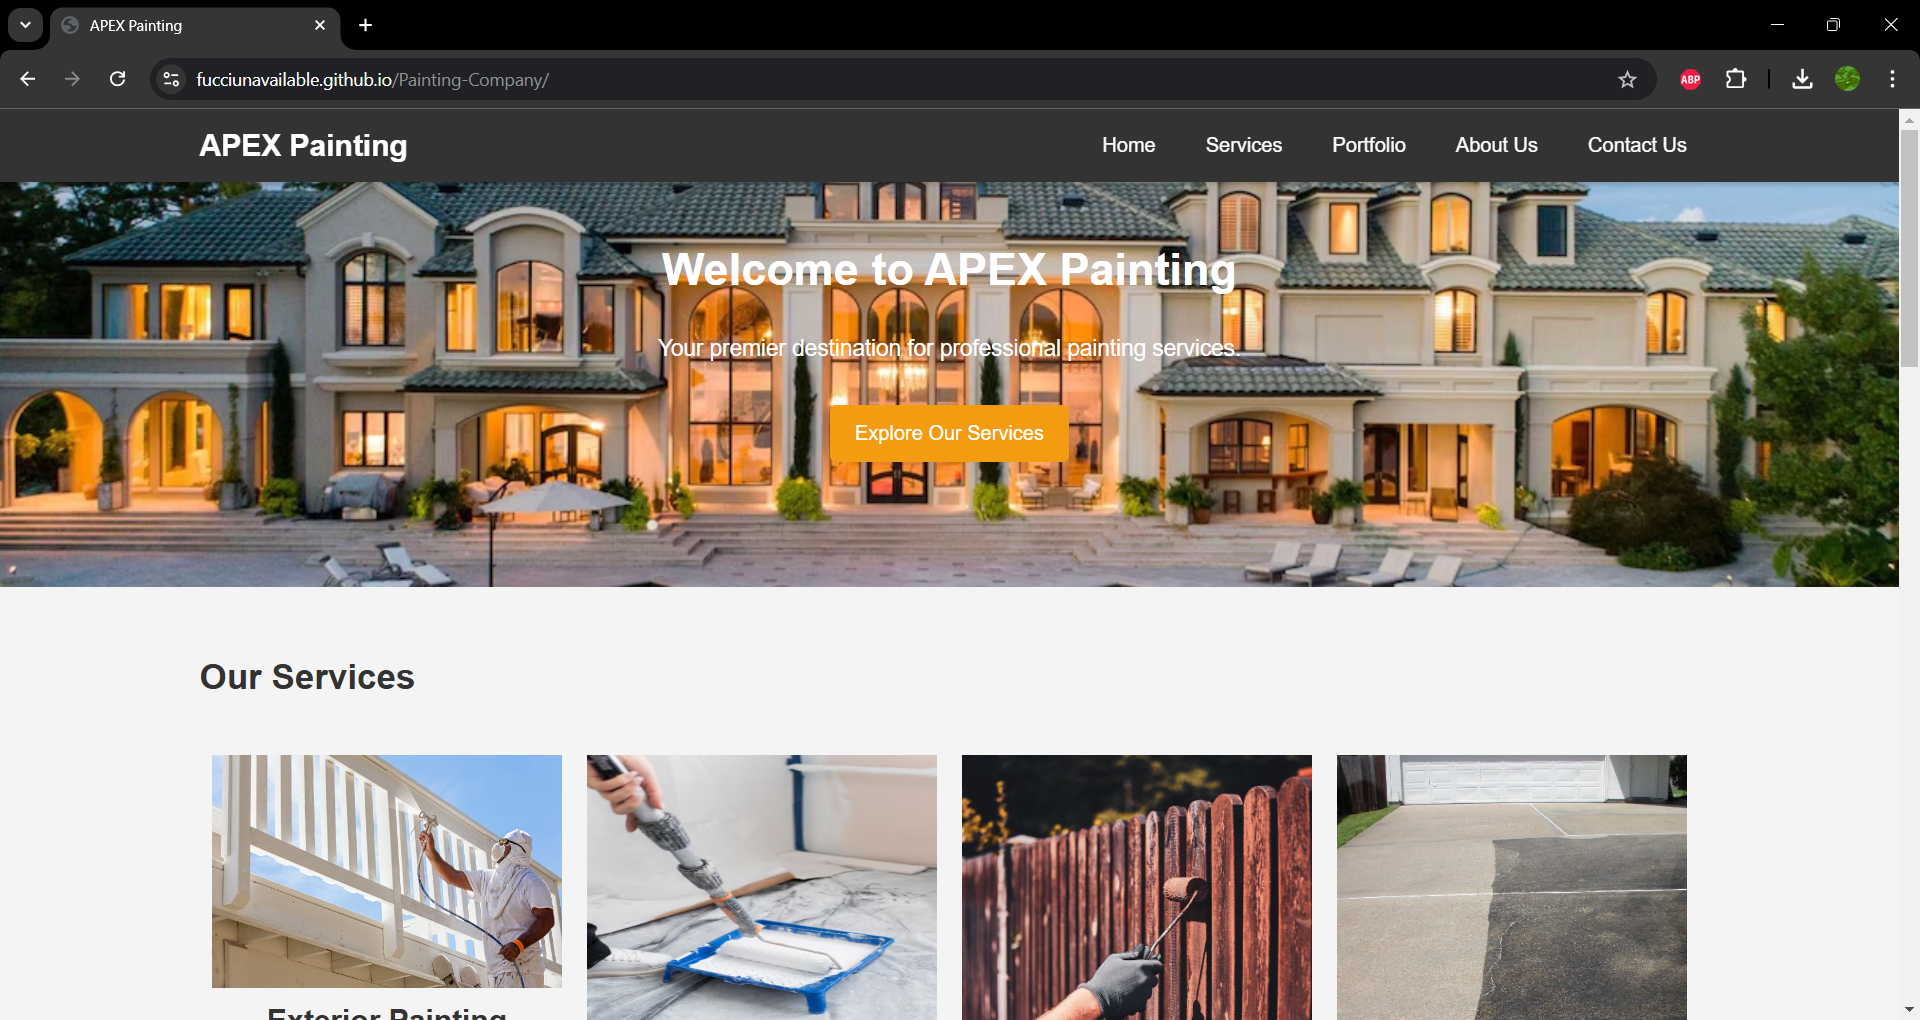 APEX Painting
fucciunavailable.github.io/Painting-Company/
ABP
APEX Painting
Home Services Portfolio About Us Contact Us
Welcome to APEX Painting
Your premier destination for professional painting services.
Explore Our Services
Our Services
Exterior Painting